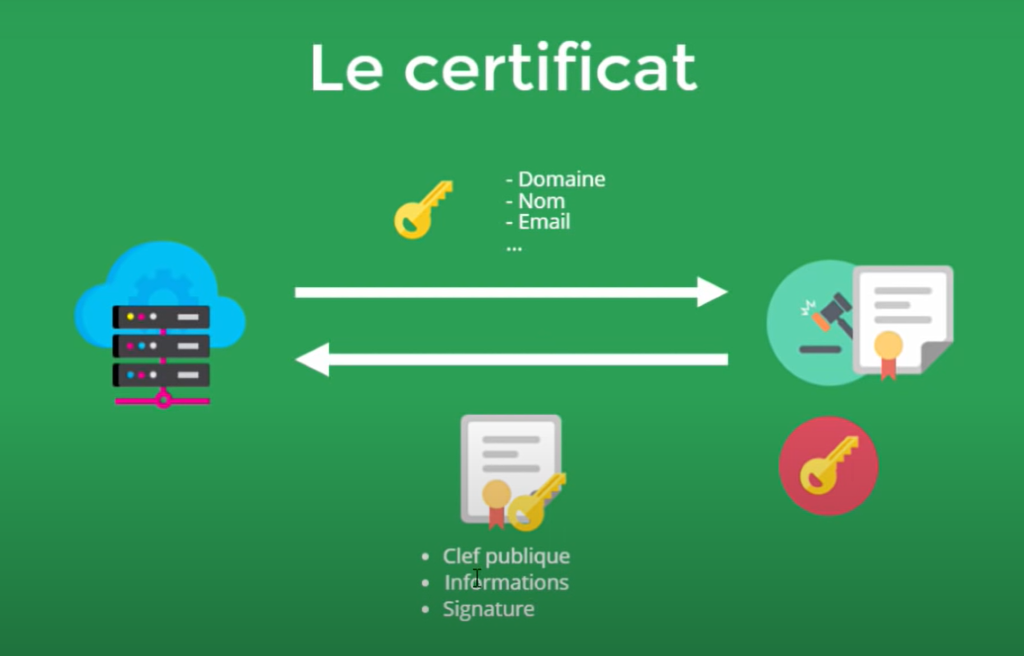 Le certificat
- Domaine
- Nom
- Email
...
• Clef publique
• Informations
• Signature